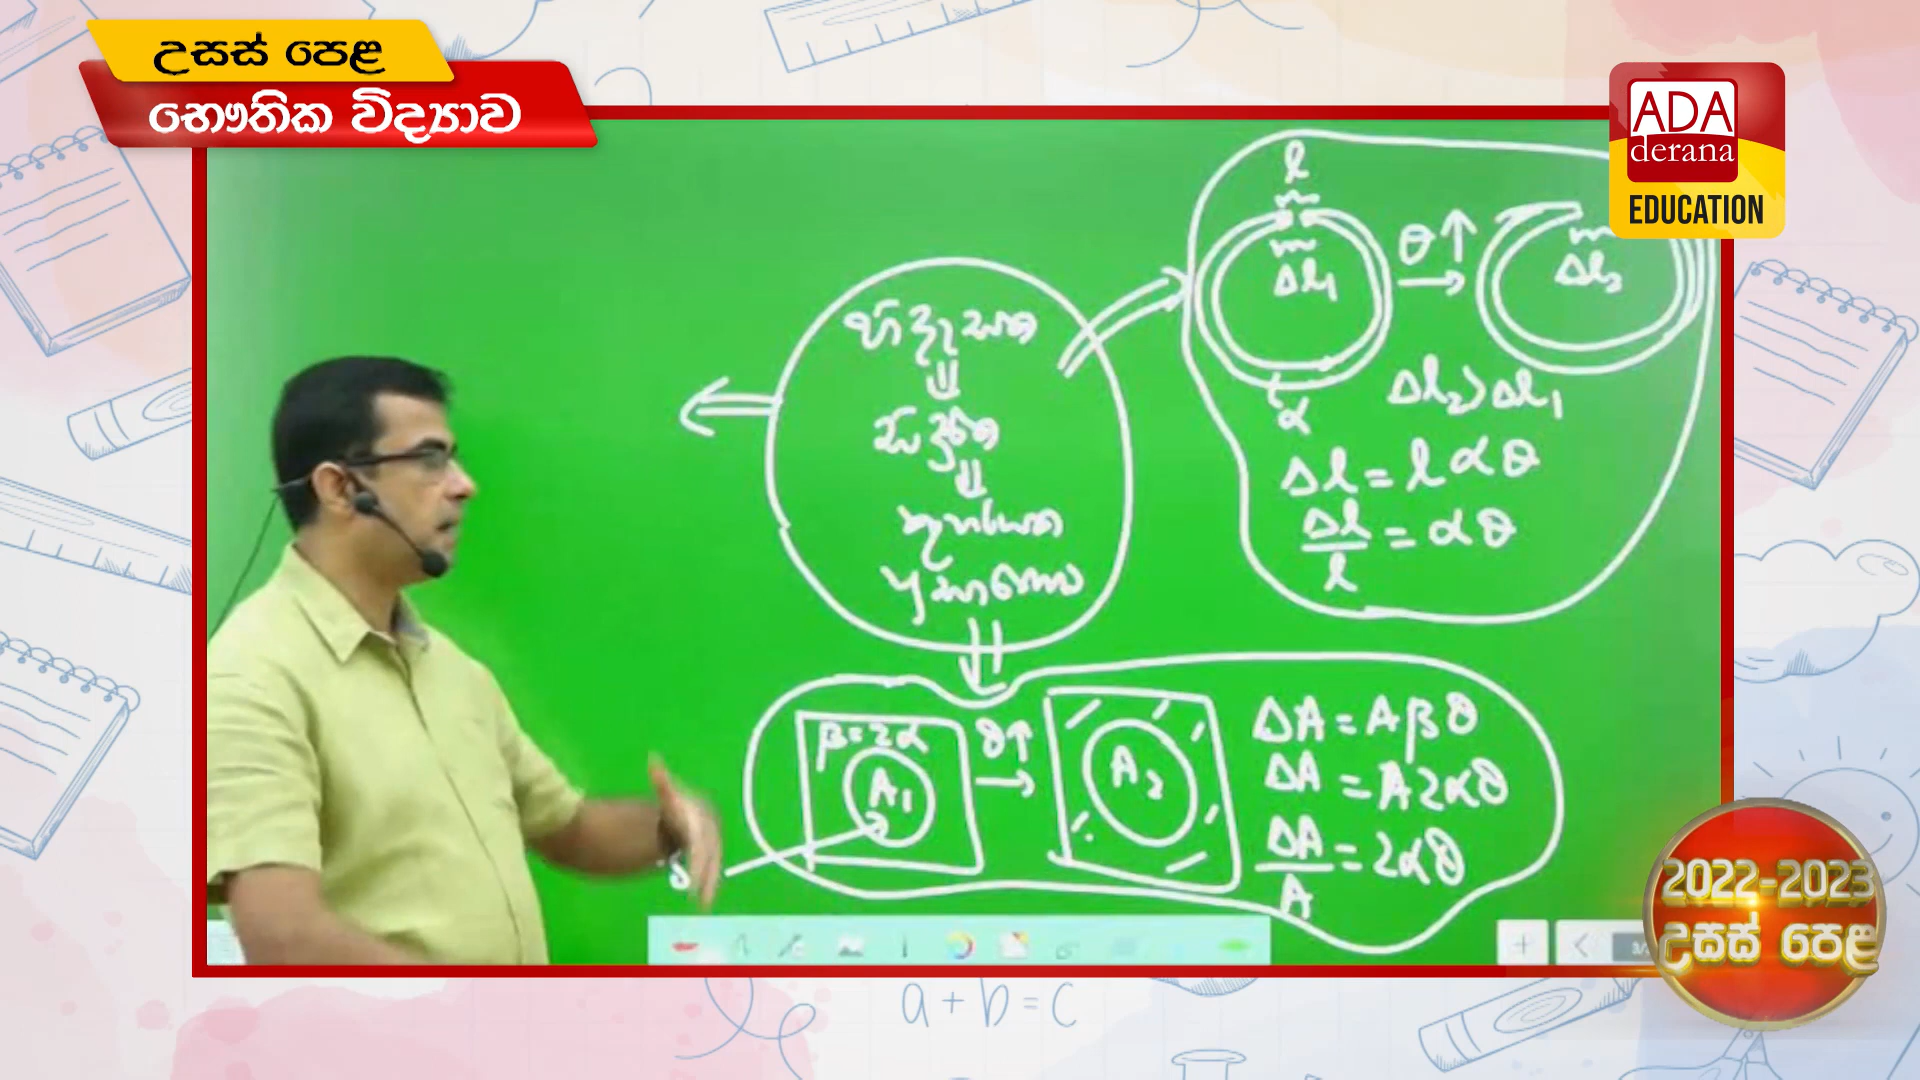 උසස් පෙළ
භෞතික විද්‍යාව
ADA
derana
EDUCATION
l
Δl₁
θ↑
Δl₂
α
Δl₂>Δl₁
Δl = lαθ
Δl/l = αθ
β=2α
A₁
θ↑
A₂
ΔA = Aβθ
ΔA = A2αθ
ΔA/A = 2αθ
2022-2023
උසස් පෙළ
a + b = c